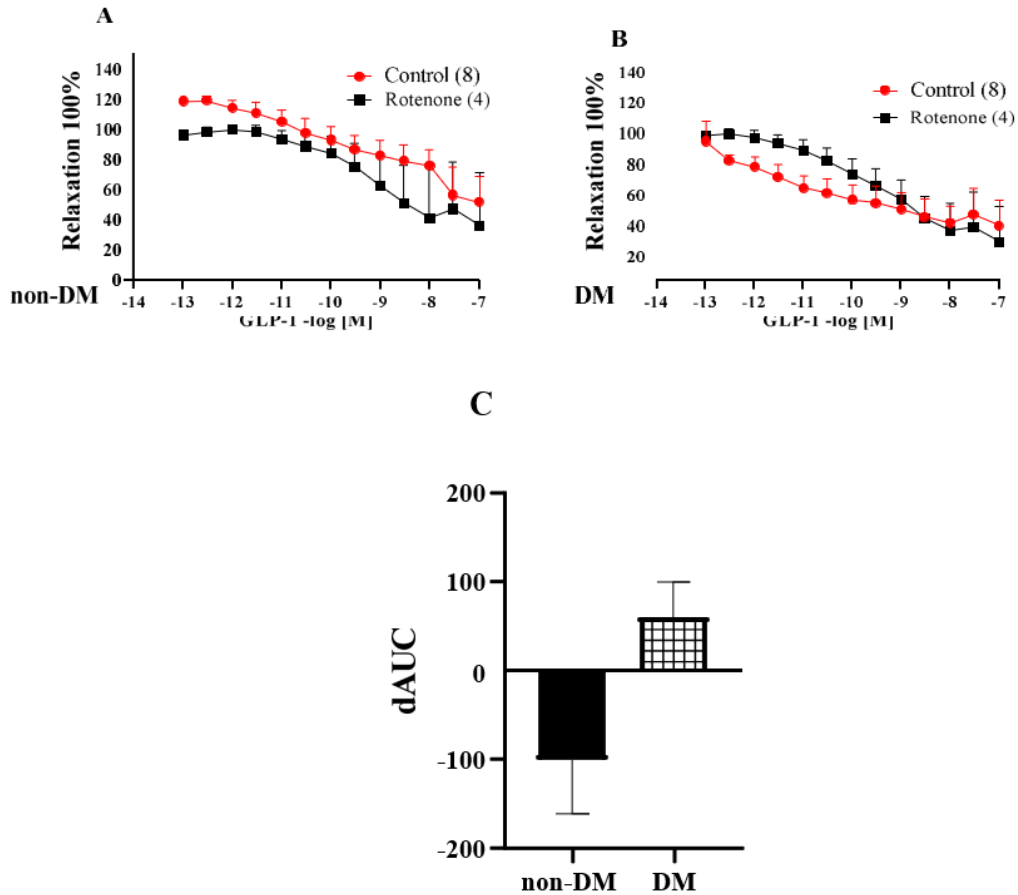 A
Relaxation 100%
140
120
100
80
60
40
20
0
Control (8)
Rotenone (4)
non-DM
-14 -13 -12 -11 -10 -9 -8 -7
GLP-1 -log [M]
B
Relaxation 100%
140
120
100
80
60
40
20
Control (8)
Rotenone (4)
DM
-14 -13 -12 -11 -10 -9 -8 -7
GLP-1 -log [M]
C
dAUC
200
100
0
-100
-200
non-DM DM